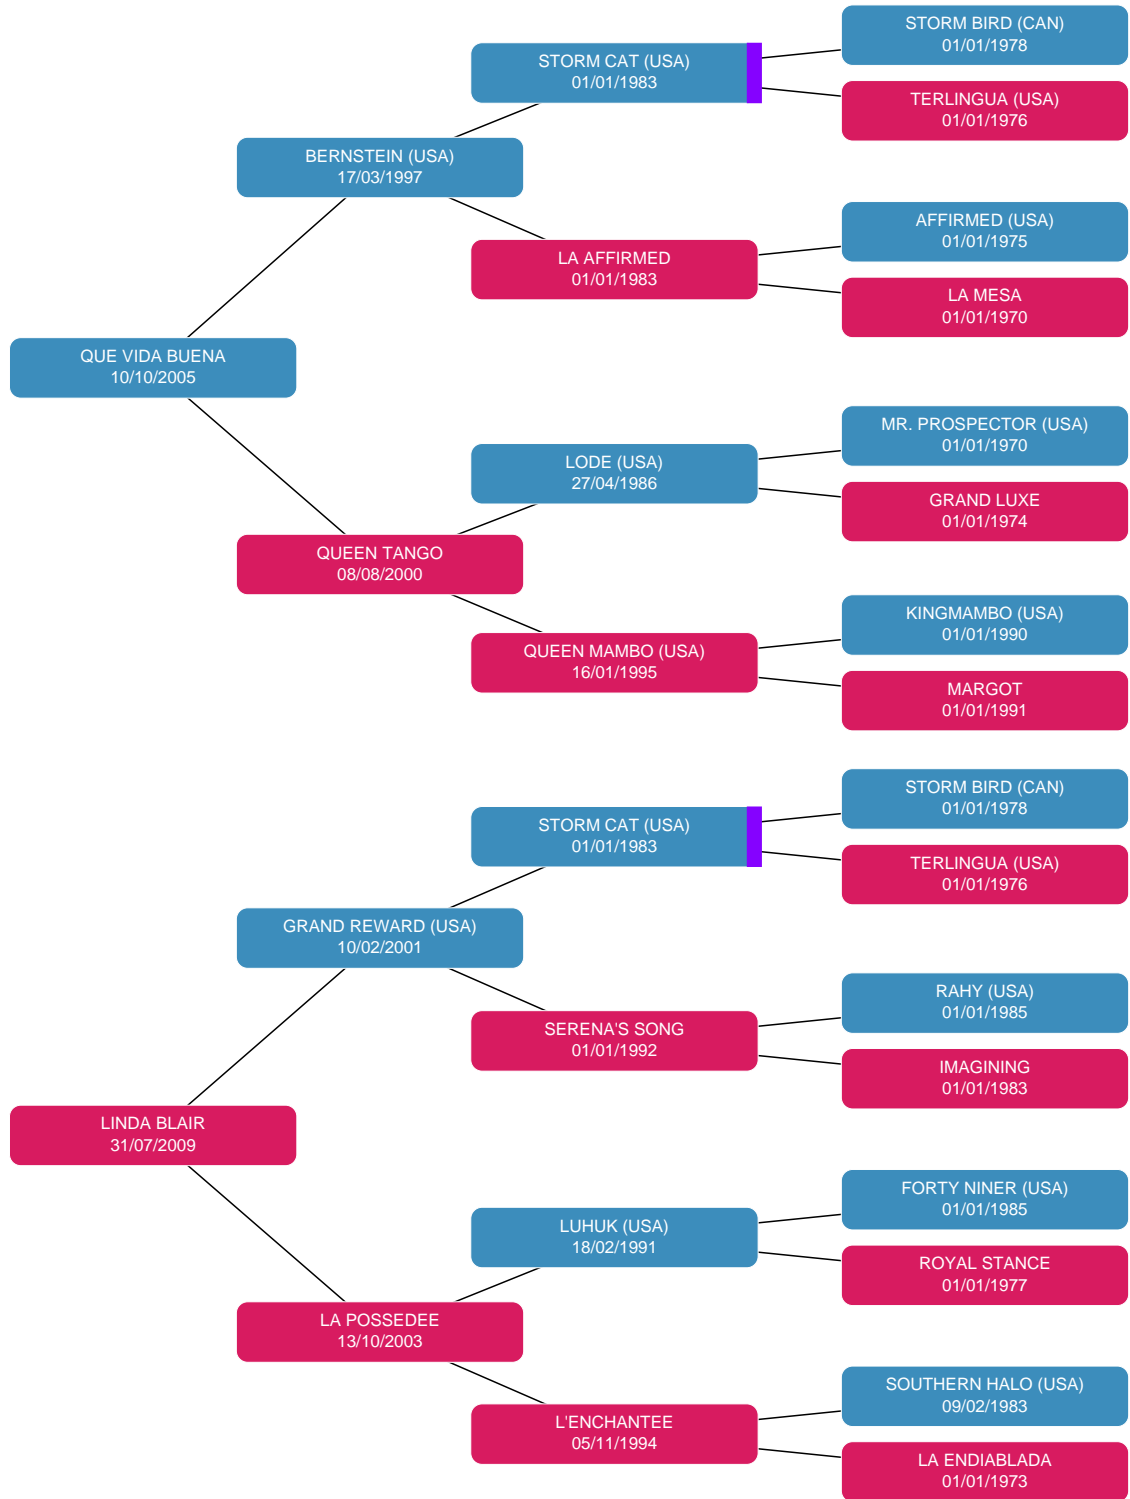 STORM BIRD (CAN)
01/01/1978
STORM CAT (USA)
01/01/1983
TERLINGUA (USA)
01/01/1976
BERNSTEIN (USA)
17/03/1997
AFFIRMED (USA)
01/01/1975
LA AFFIRMED
01/01/1983
LA MESA
01/01/1970
QUE VIDA BUENA
10/10/2005
MR. PROSPECTOR (USA)
01/01/1970
LODE (USA)
27/04/1986
GRAND LUXE
01/01/1974
QUEEN TANGO
08/08/2000
KINGMAMBO (USA)
01/01/1990
QUEEN MAMBO (USA)
16/01/1995
MARGOT
01/01/1991
STORM BIRD (CAN)
01/01/1978
STORM CAT (USA)
01/01/1983
TERLINGUA (USA)
01/01/1976
GRAND REWARD (USA)
10/02/2001
RAHY (USA)
01/01/1985
SERENA'S SONG
01/01/1992
IMAGINING
01/01/1983
LINDA BLAIR
31/07/2009
FORTY NINER (USA)
01/01/1985
LUHUK (USA)
18/02/1991
ROYAL STANCE
01/01/1977
LA POSSEDEE
13/10/2003
SOUTHERN HALO (USA)
09/02/1983
L'ENCHANTEE
05/11/1994
LA ENDIABLADA
01/01/1973